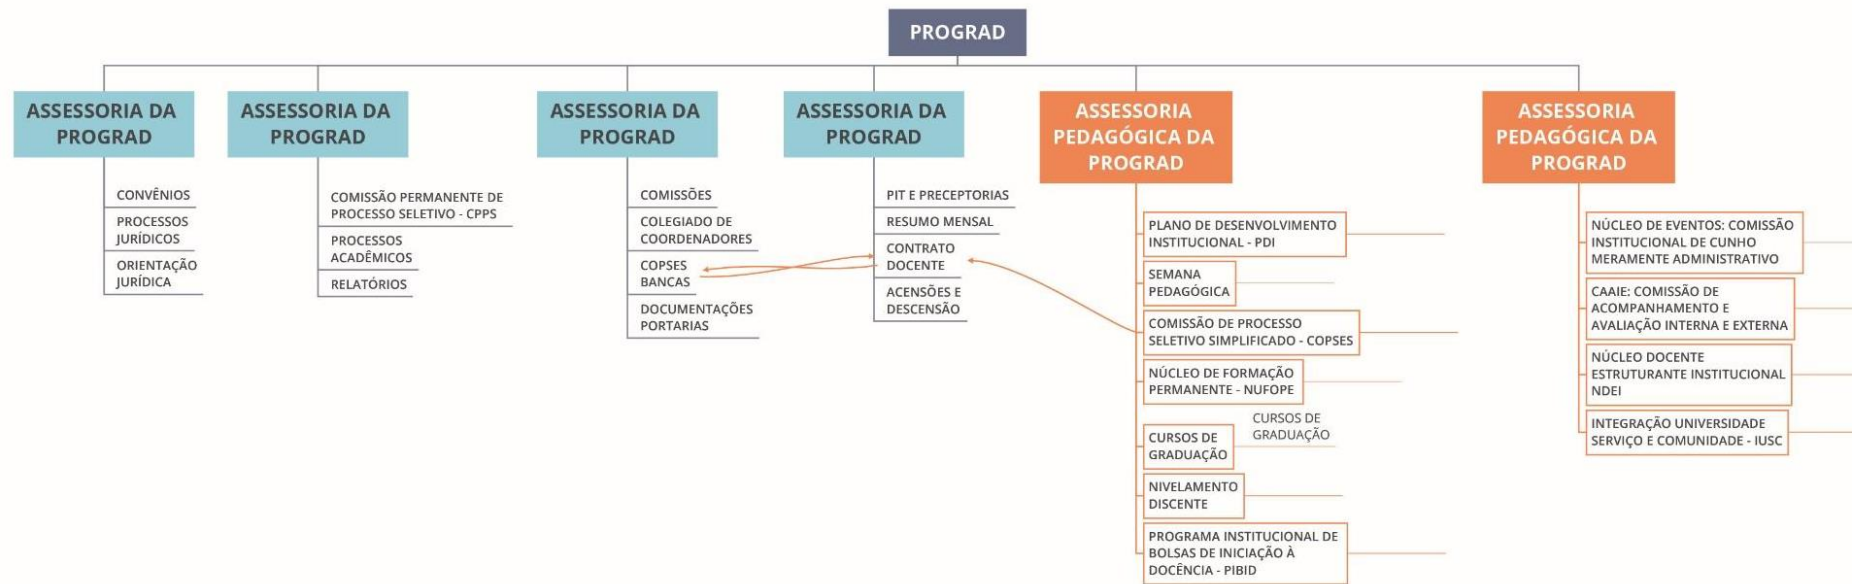 PROGRAD
ASSESSORIA DA
PROGRAD
CONVÊNIOS
PROCESSOS
JURÍDICOS
ORIENTAÇÃO
JURÍDICA
ASSESSORIA DA
PROGRAD
COMISSÃO PERMANENTE DE
PROCESSO SELETIVO - CPPS
PROCESSOS
ACADÊMICOS
RELATÓRIOS
ASSESSORIA DA
PROGRAD
COMISSÕES
COLEGIADO DE
COORDENADORES
COPSES
BANCAS
DOCUMENTAÇÕES
PORTARIAS
ASSESSORIA DA
PROGRAD
PIT E PRECEPTORIAS
RESUMO MENSAL
CONTRATO
DOCENTE
ACENSÕES E
DESCENSÃO
ASSESSORIA
PEDAGÓGICA DA
PROGRAD
PLANO DE DESENVOLVIMENTO
INSTITUCIONAL - PDI
SEMANA
PEDAGÓGICA
COMISSÃO DE PROCESSO
SELETIVO SIMPLIFICADO - COPSES
NÚCLEO DE FORMAÇÃO
PERMANENTE - NUFOPE
CURSOS DE
GRADUAÇÃO
CURSOS DE
GRADUAÇÃO
NIVELAMENTO
DISCENTE
PROGRAMA INSTITUCIONAL DE
BOLSAS DE INICIAÇÃO À
DOCÊNCIA - PIBID
ASSESSORIA
PEDAGÓGICA DA
PROGRAD
NÚCLEO DE EVENTOS: COMISSÃO
INSTITUCIONAL DE CUNHO
MERAMENTE ADMINISTRATIVO
CAAIE: COMISSÃO DE
ACOMPANHAMENTO E
AVALIAÇÃO INTERNA E EXTERNA
NÚCLEO DOCENTE
ESTRUTURANTE INSTITUCIONAL
NDEI
INTEGRAÇÃO UNIVERSIDADE
SERVIÇO E COMUNIDADE - IUSC